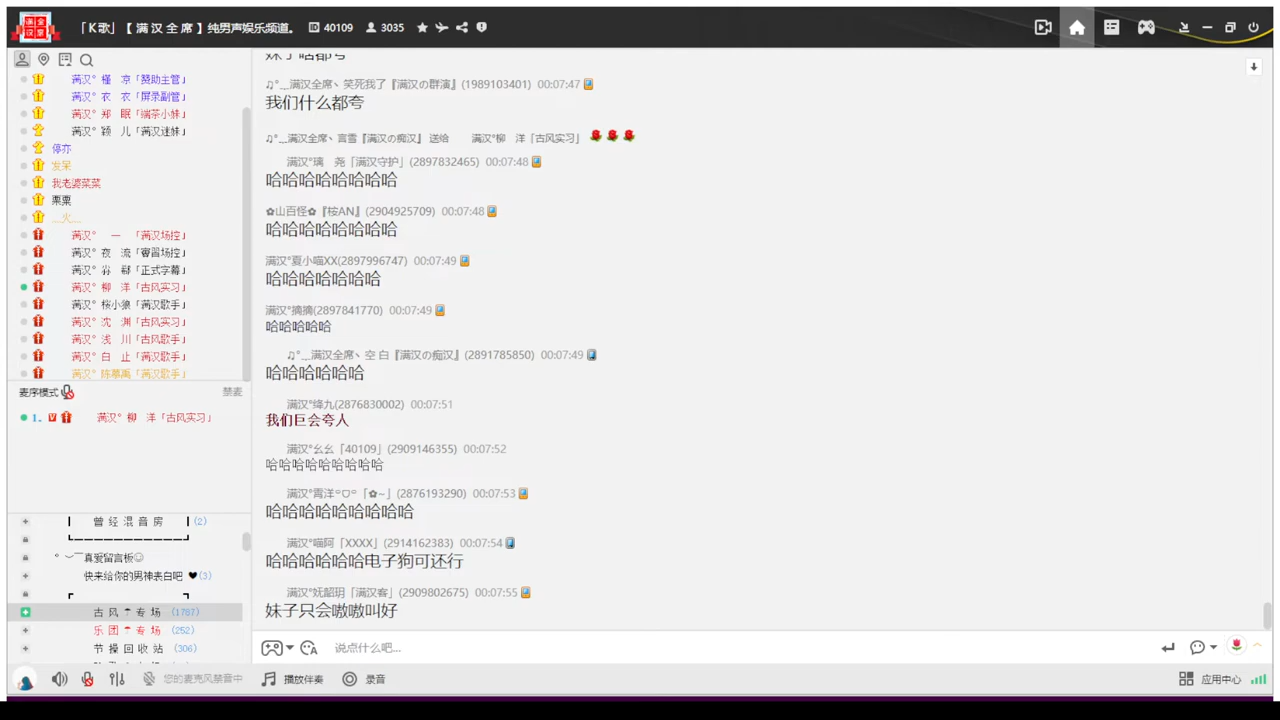 「K歌」【 满 汉 全 席 】纯男声娱乐频道。 ID 40109 3035
满汉° 槿 凉「赞助主管」
满汉° 衣 衣「屏录副管」
满汉° 郑 眠「端茶小妹」
满汉° 颖 儿「满汉迷妹」
停亦
发呆
我老婆菜菜
栗粟
﹎火﹎
满汉° 一 「满汉场控」
满汉° 夜 流「实习场控」
「正式字幕」
满汉° 柳 洋「古风实习」
满汉° 桜小狼「满汉歌手」
满汉° 沈 渊「古风实习」
满汉° 浅 川「古风歌手」
满汉° 白 止「满汉歌手」
满汉° 陈慕禹「满汉歌手」
麦序模式 禁麦
1. 满汉° 柳 洋「古风实习」
曾 经 混 音 房 (2)
真爱留言板☺
快来给你的男神表白吧 ♥(3)
古 风 ☂ 专 场 (1787)
乐 团 ☂ 专 场 (252)
节 操 回 收 站 (306)
妹子啥都夸
♫°﹎满汉全席丶笑死我了『满汉の群演』(1989103401) 00:07:47
我们什么都夸
♫°﹎满汉全席丶言雪『满汉の痴汉』 送给 满汉°柳 洋「古风实习」
满汉°璃 尧「满汉守护」(2897832465) 00:07:48
哈哈哈哈哈哈哈哈
✿山百怪✿『桉AN』(2904925709) 00:07:48
哈哈哈哈哈哈哈哈
满汉°夏小喵XX(2897996747) 00:07:49
哈哈哈哈哈哈哈
满汉°摘摘(2897841770) 00:07:49
哈哈哈哈哈
♫°﹎满汉全席丶空 白『满汉の痴汉』(2891785850) 00:07:49
哈哈哈哈哈哈
满汉°绛九(2876830002) 00:07:51
我们巨会夸人
满汉°幺幺「40109」(2909146355) 00:07:52
哈哈哈哈哈哈哈哈哈
满汉°霄洋꒡ᗜ꒡「✿~」(2876193290) 00:07:53
哈哈哈哈哈哈哈哈哈
满汉°喵阿「XXXX」(2914162383) 00:07:54
哈哈哈哈哈哈电子狗可还行
满汉°妩韶玥「满汉客」(2909802675) 00:07:55
妹子只会嗷嗷叫好
说点什么吧...
您的麦克风禁音中 播放伴奏 录音 应用中心